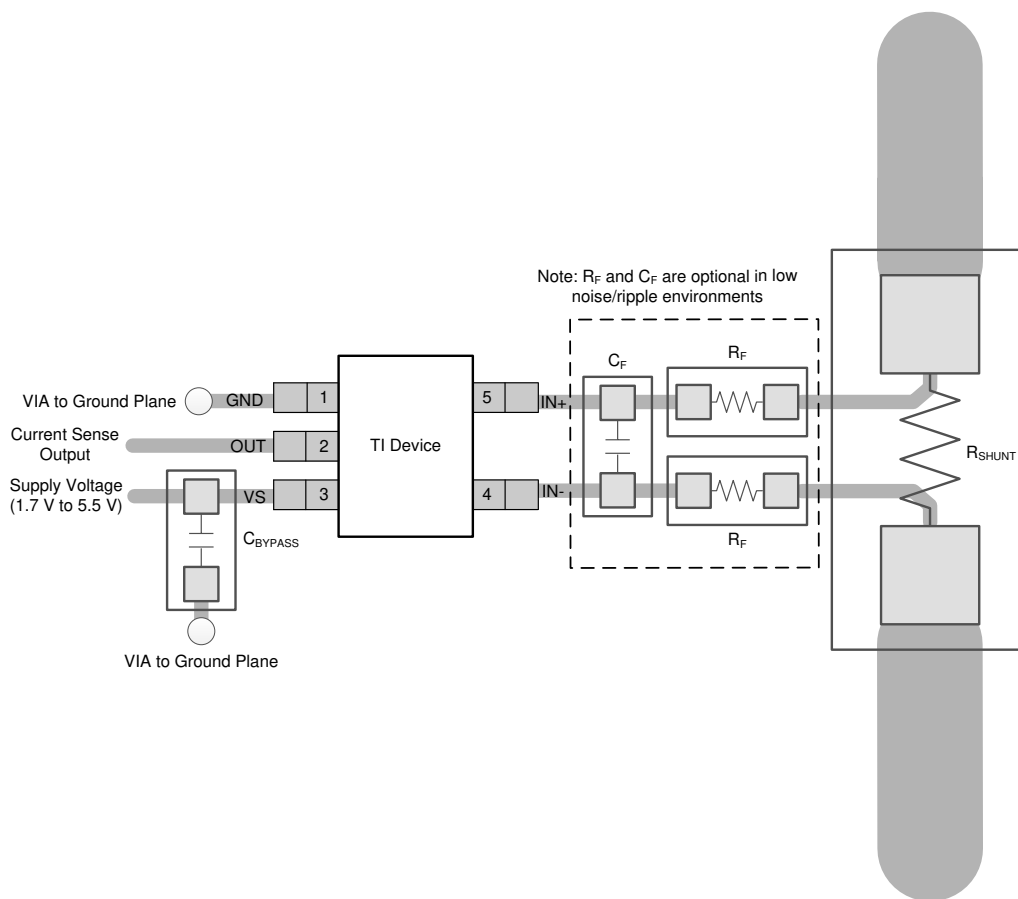 Note: RF and CF are optional in low
noise/ripple environments
CF
RF
VIA to Ground Plane
GND
1
5
IN+
Current Sense
Output
OUT
2
TI Device
RSHUNT
Supply Voltage
(1.7 V to 5.5 V)
VS
3
4
IN-
CBYPASS
RF
VIA to Ground Plane